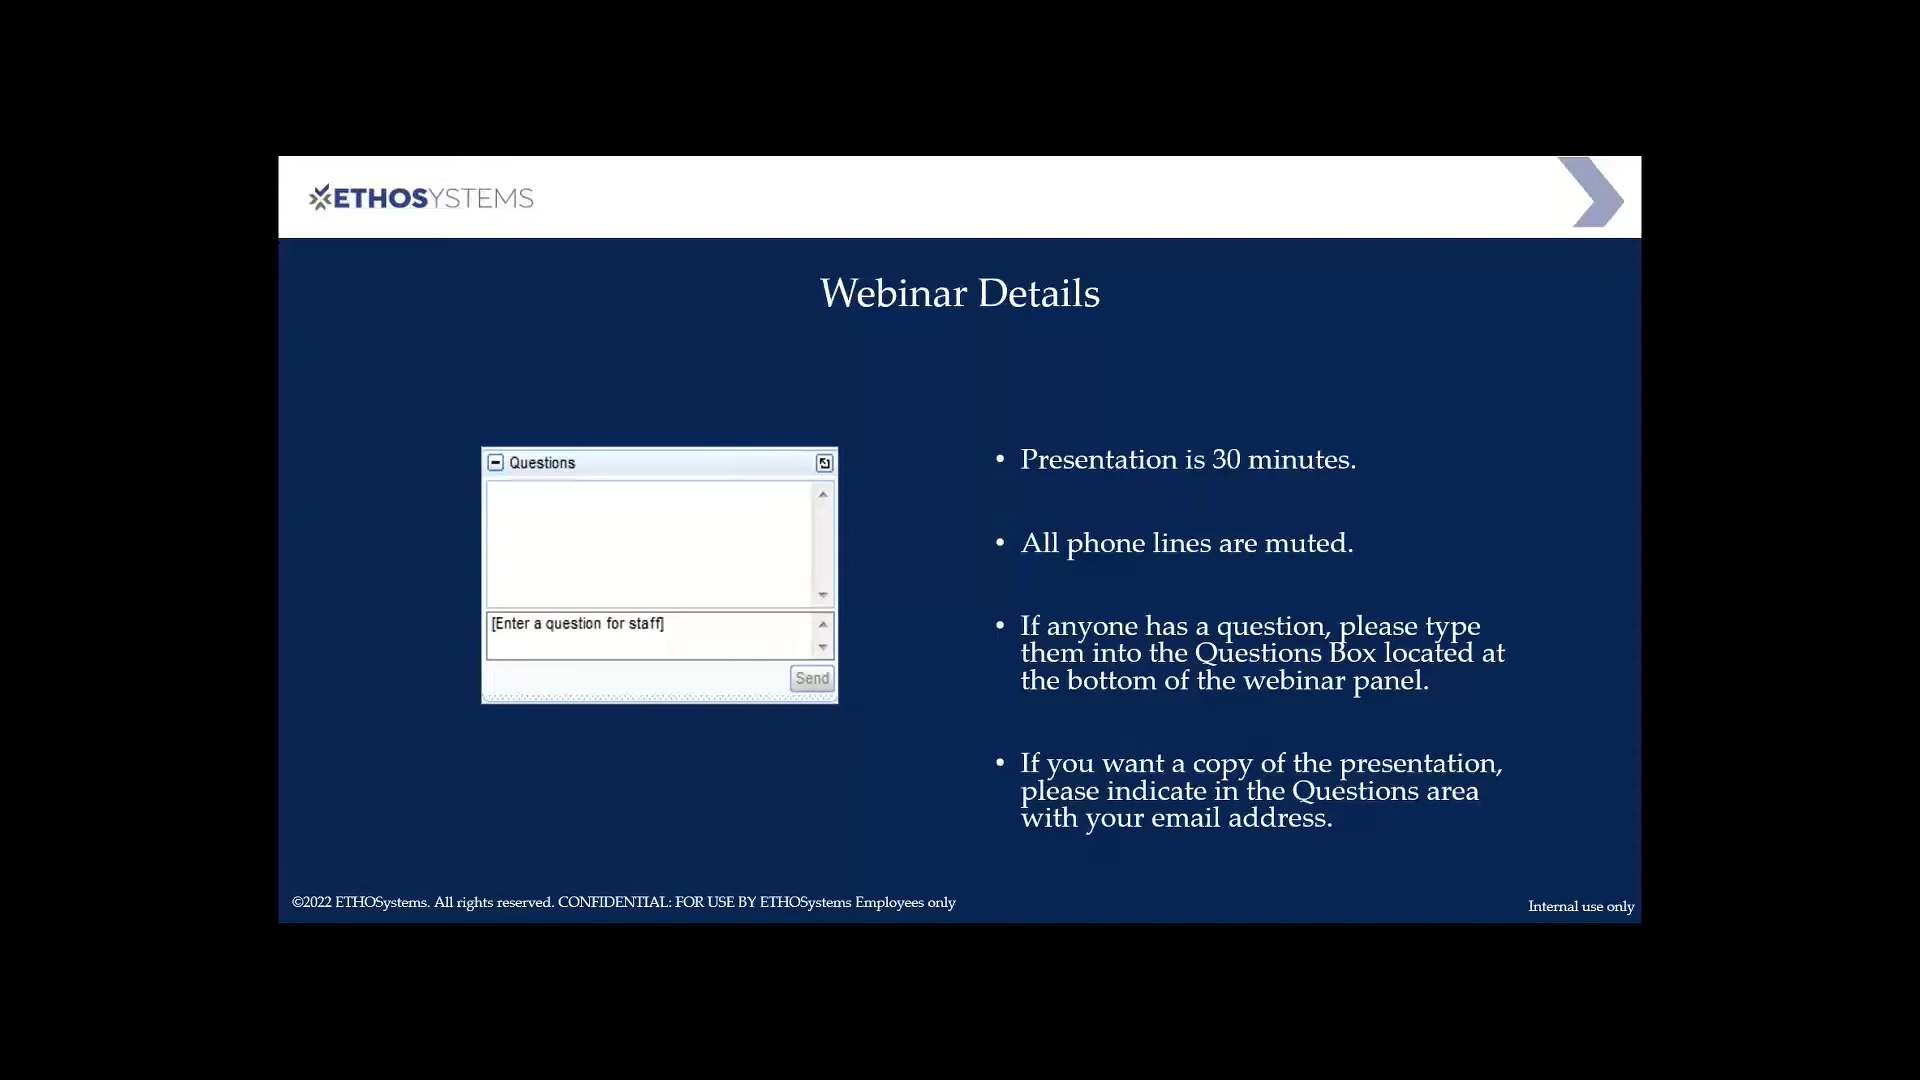 ETHOSYSTEMS
Webinar Details
Questions
[Enter a question for staff]
Send
• Presentation is 30 minutes.
• All phone lines are muted.
• If anyone has a question, please type
them into the Questions Box located at
the bottom of the webinar panel.
• If you want a copy of the presentation,
please indicate in the Questions area
with your email address.
©2022 ETHOSystems. All rights reserved. CONFIDENTIAL: FOR USE BY ETHOSystems Employees only
Internal use only